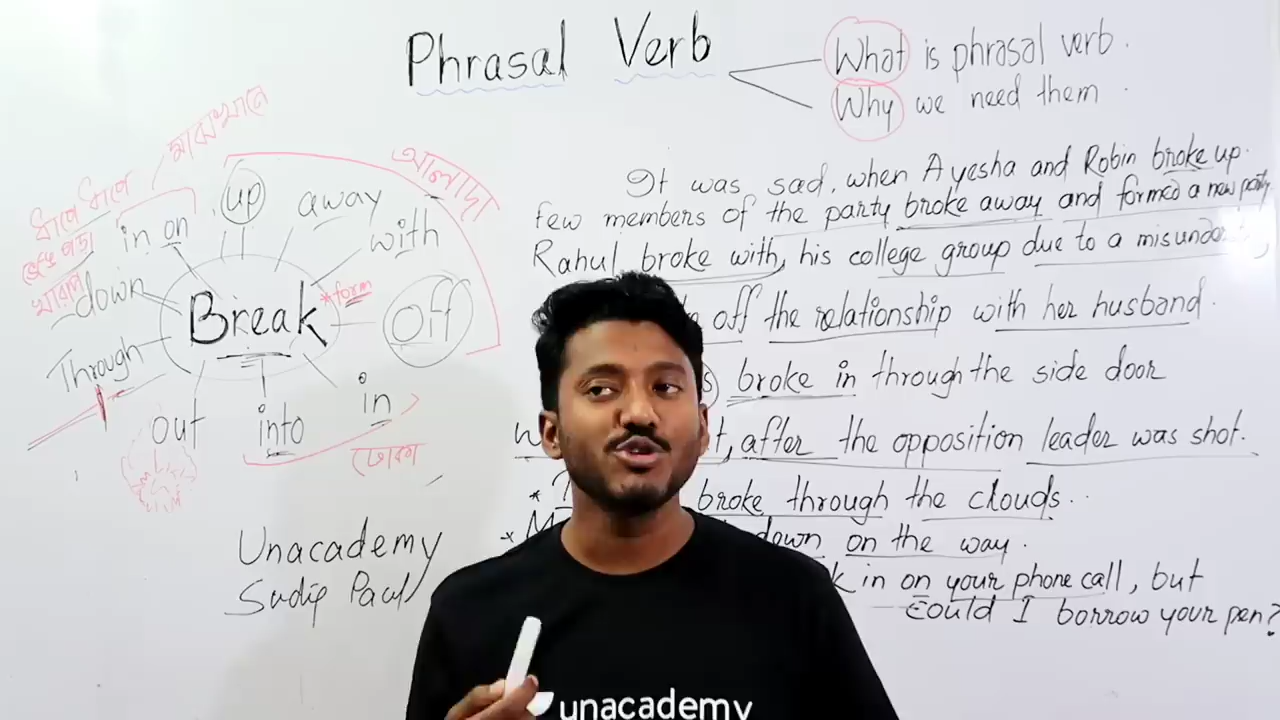 Phrasal Verb
What is phrasal verb.
Why we need them
মাঝখানে
আলাদা
ধাপে ধাপে
খারাপ
up
away
in on
with
down
Break
*form
off
Through
out
into
in
ঢোকা
Unacademy
Sudip Paul
It was sad, when Ayesha and Robin broke up.
few members of the party broke away and formed a new party
Rahul broke with, his college group due to a misunderst
off the relationship with her husband.
broke in through the side door
after the opposition leader was shot.
broke through the clouds..
down on the way.
k in on your phone call, but
could I borrow your pen?
unacademy